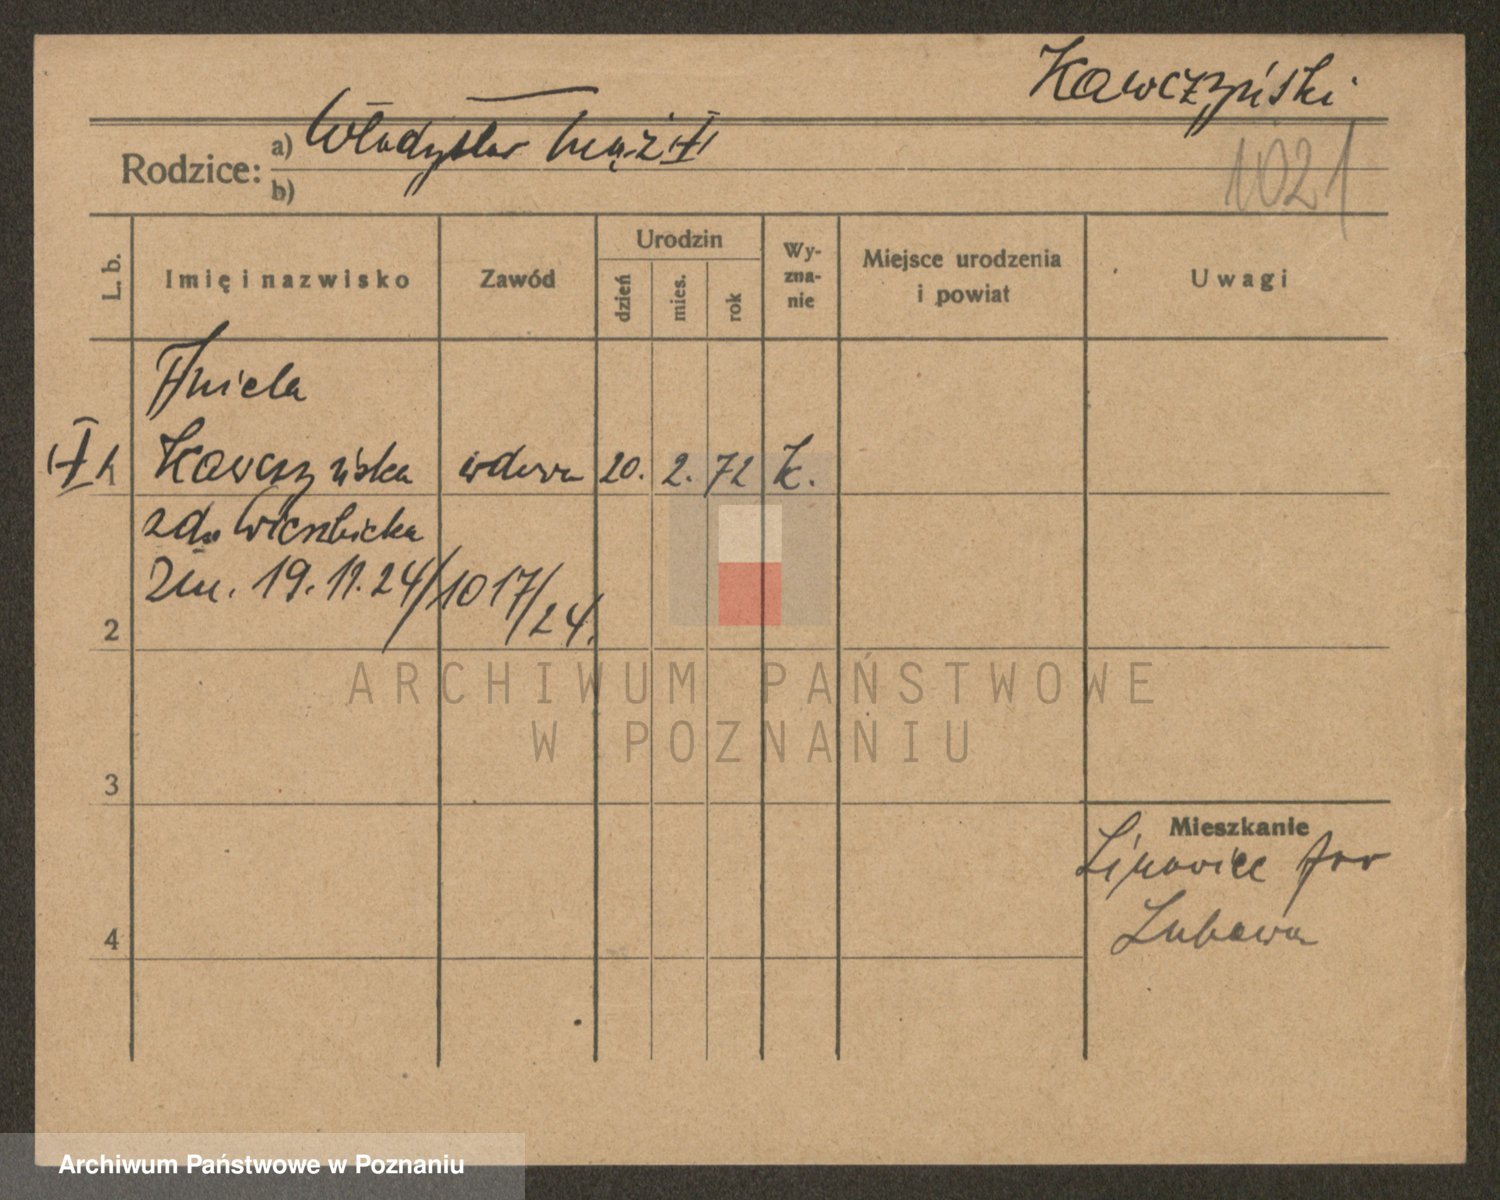 Kawczyński
Rodzice: a) Władysław mąż
b)
1021
L. b.
Imię i nazwisko
Zawód
Urodzin
dzień
mies.
rok
Wy-
zna-
nie
Miejsce urodzenia
i powiat
Uwagi
Aniela
Kawczyńska wdowa 20. 2. 72 k.
zd. Wierzbicka
Zm. 19.11.24/1017/24.
2
3
4
Mieszkanie
Lipowiec pow
Lubawa
ARCHIWUM PAŃSTWOWE
W POZNANIU
Archiwum Państwowe w Poznaniu